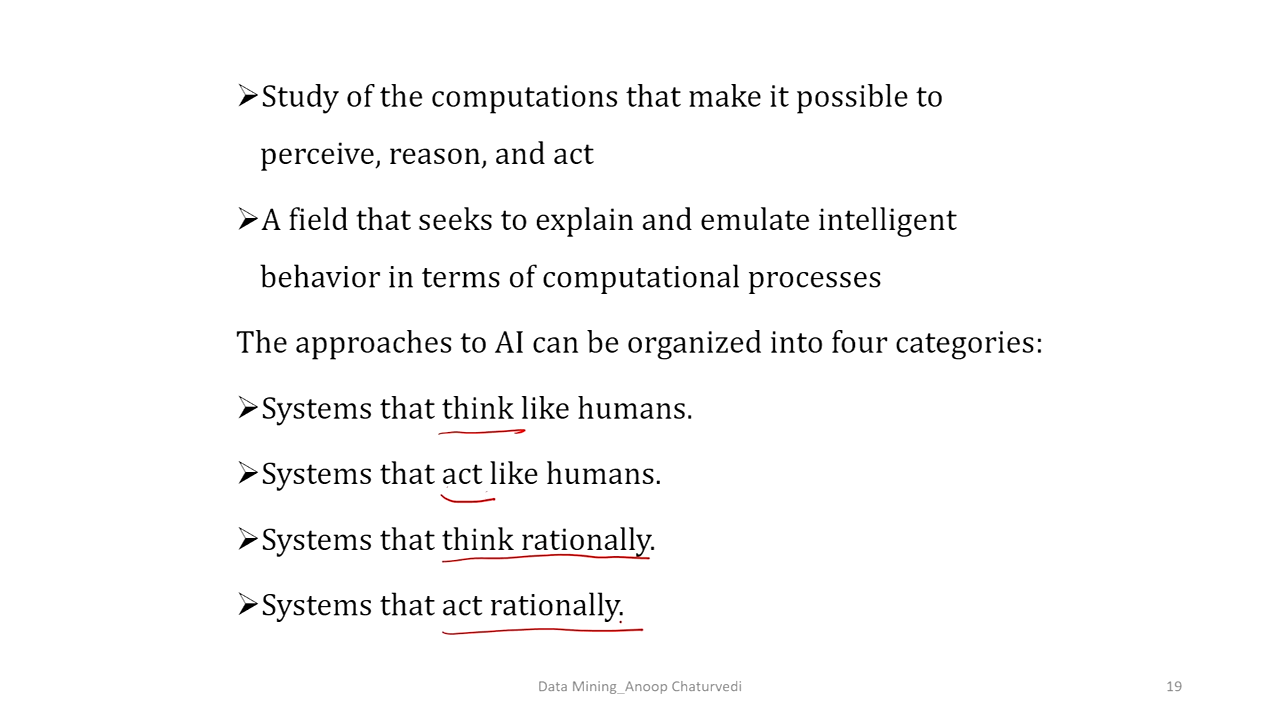 ➢Study of the computations that make it possible to
perceive, reason, and act
➢A field that seeks to explain and emulate intelligent
behavior in terms of computational processes
The approaches to AI can be organized into four categories:
➢Systems that think like humans.
➢Systems that act like humans.
➢Systems that think rationally.
➢Systems that act rationally.
Data Mining_Anoop Chaturvedi
19